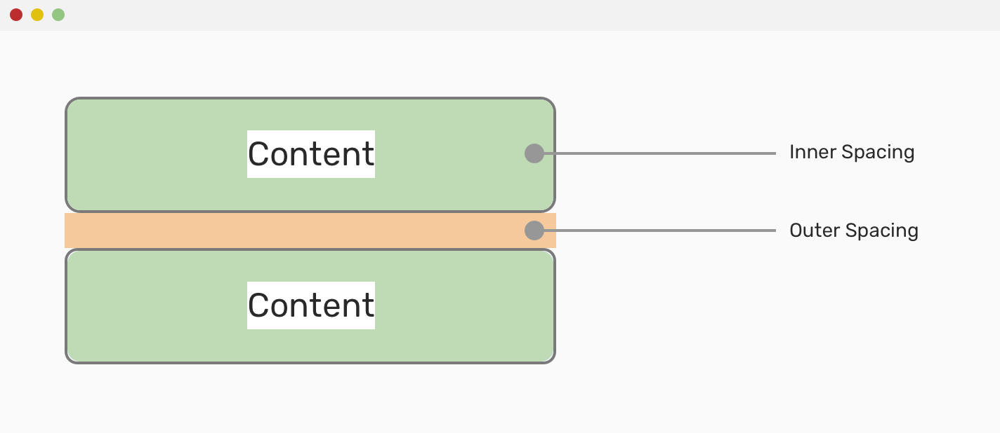 Content
Inner Spacing
Outer Spacing
Content